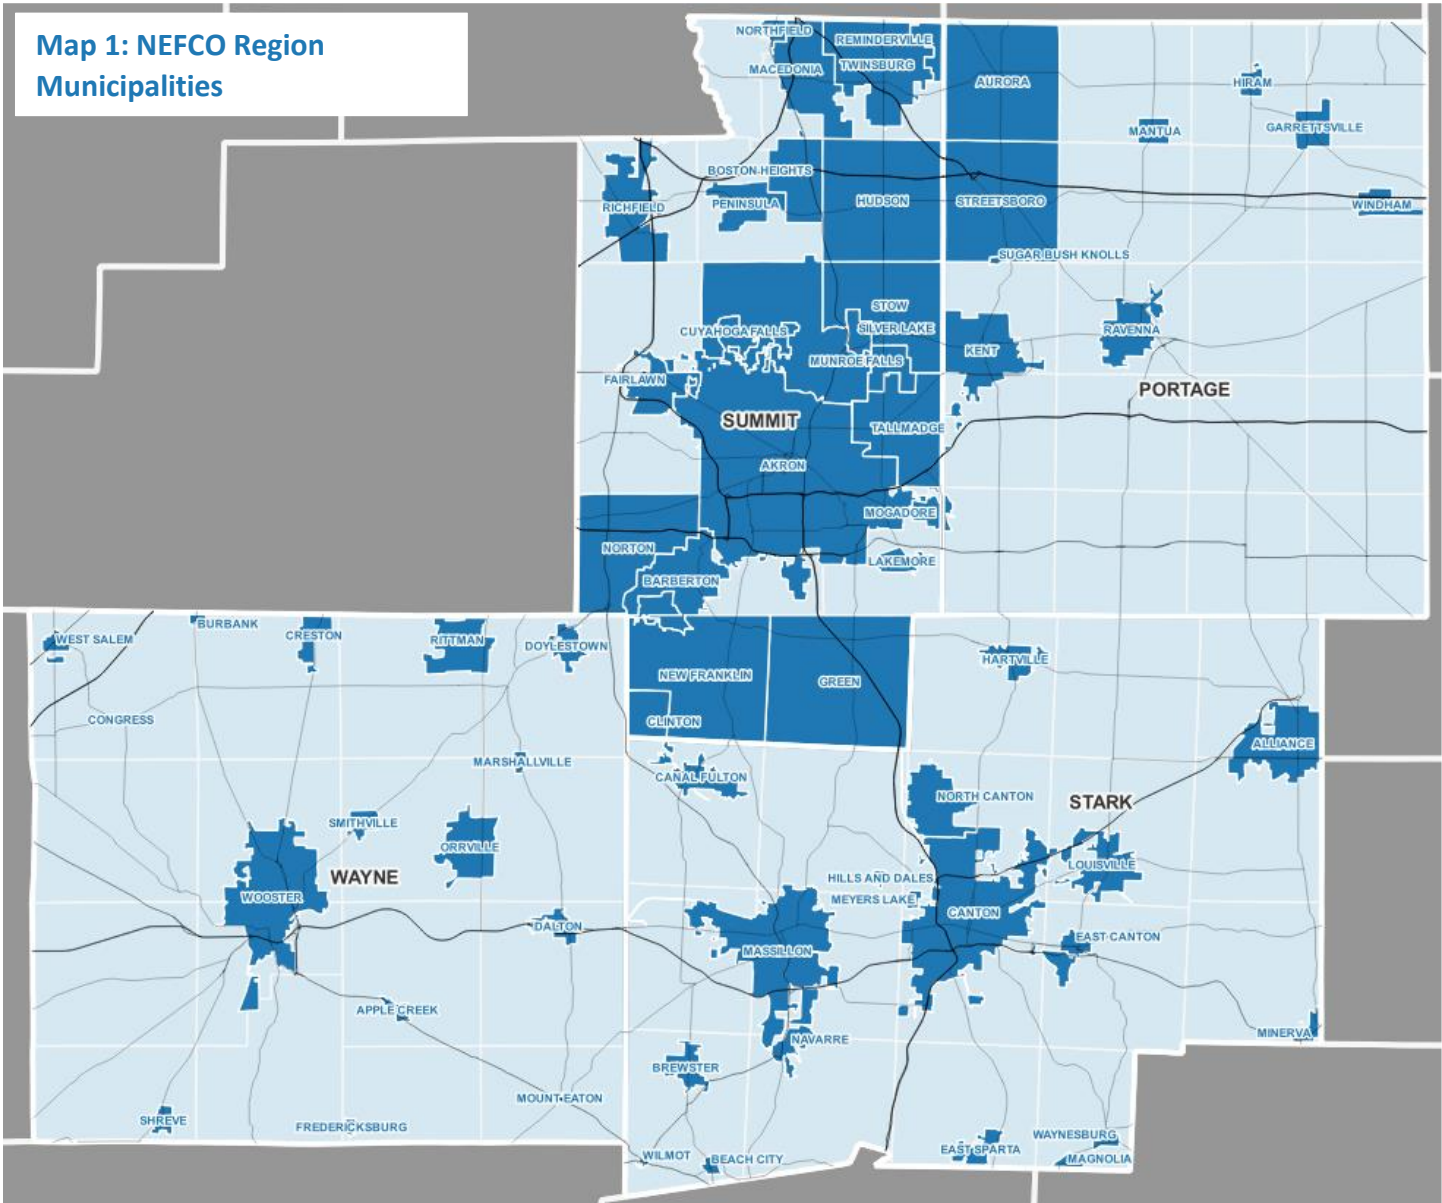 Map 1: NEFCO Region
Municipalities
NORTHFIELD
REMINDERVILLE
MACEDONIA
TWINSBURG
AURORA
HIRAM
MANTUA
GARRETTSVILLE
BOSTON HEIGHTS
RICHFIELD
PENINSULA
HUDSON
STREETSBORO
WINDHAM
SUGAR BUSH KNOLLS
STOW
CUYAHOGA FALLS
SILVER LAKE
RAVENNA
MUNROE FALLS
KENT
FAIRLAWN
PORTAGE
SUMMIT
TALLMADGE
AKRON
MOGADORE
NORTON
LAKEMORE
BARBERTON
WEST SALEM
BURBANK
CRESTON
RITTMAN
DOYLESTOWN
HARTVILLE
NEW FRANKLIN
GREEN
CONGRESS
CLINTON
ALLIANCE
MARSHALLVILLE
CANAL FULTON
NORTH CANTON
STARK
SMITHVILLE
ORRVILLE
LOUISVILLE
WAYNE
HILLS AND DALES
WOOSTER
MEYERS LAKE
CANTON
DALTON
EAST CANTON
MASSILLON
APPLE CREEK
MINERVA
NAVARRE
BREWSTER
MOUNT EATON
SHREVE
FREDERICKSBURG
WAYNESBURG
EAST SPARTA
WILMOT
BEACH CITY
MAGNOLIA